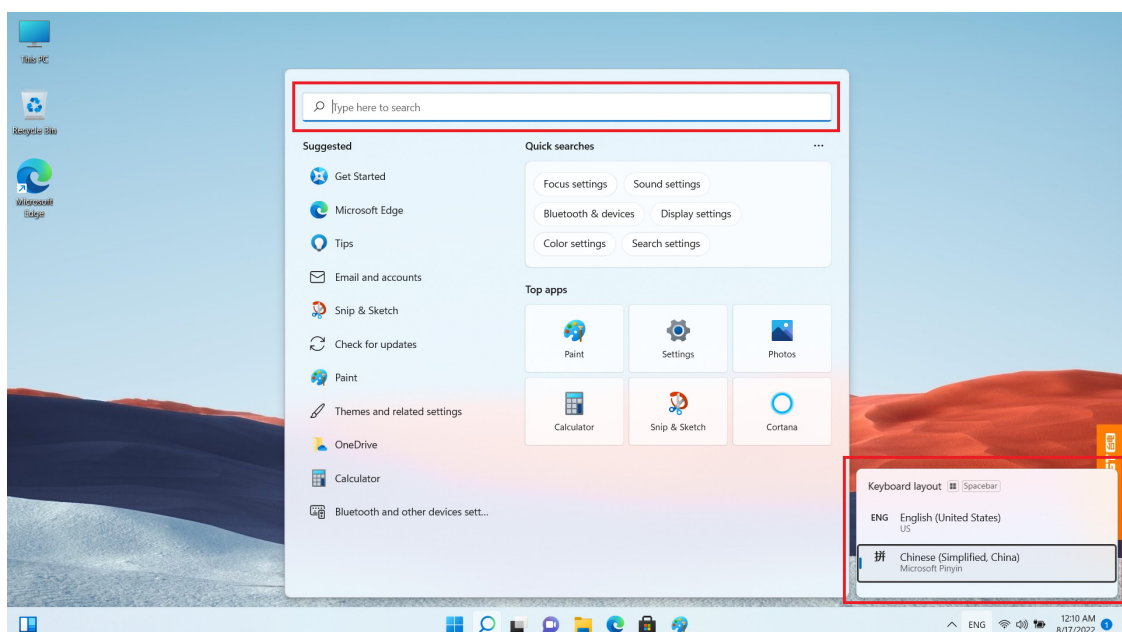 This PC
Recycle Bin
Microsoft
Edge
Type here to search
Suggested
Get Started
Microsoft Edge
Tips
Email and accounts
Snip & Sketch
Check for updates
Paint
Themes and related settings
OneDrive
Calculator
Bluetooth and other devices sett...
Quick searches
Focus settings Sound settings
Bluetooth & devices Display settings
Color settings Search settings
Top apps
Paint Settings Photos
Calculator Snip & Sketch Cortana
Keyboard layout Spacebar
ENG English (United States)
US
拼 Chinese (Simplified, China)
Microsoft Pinyin
ENG
12:10 AM
8/17/2022
1